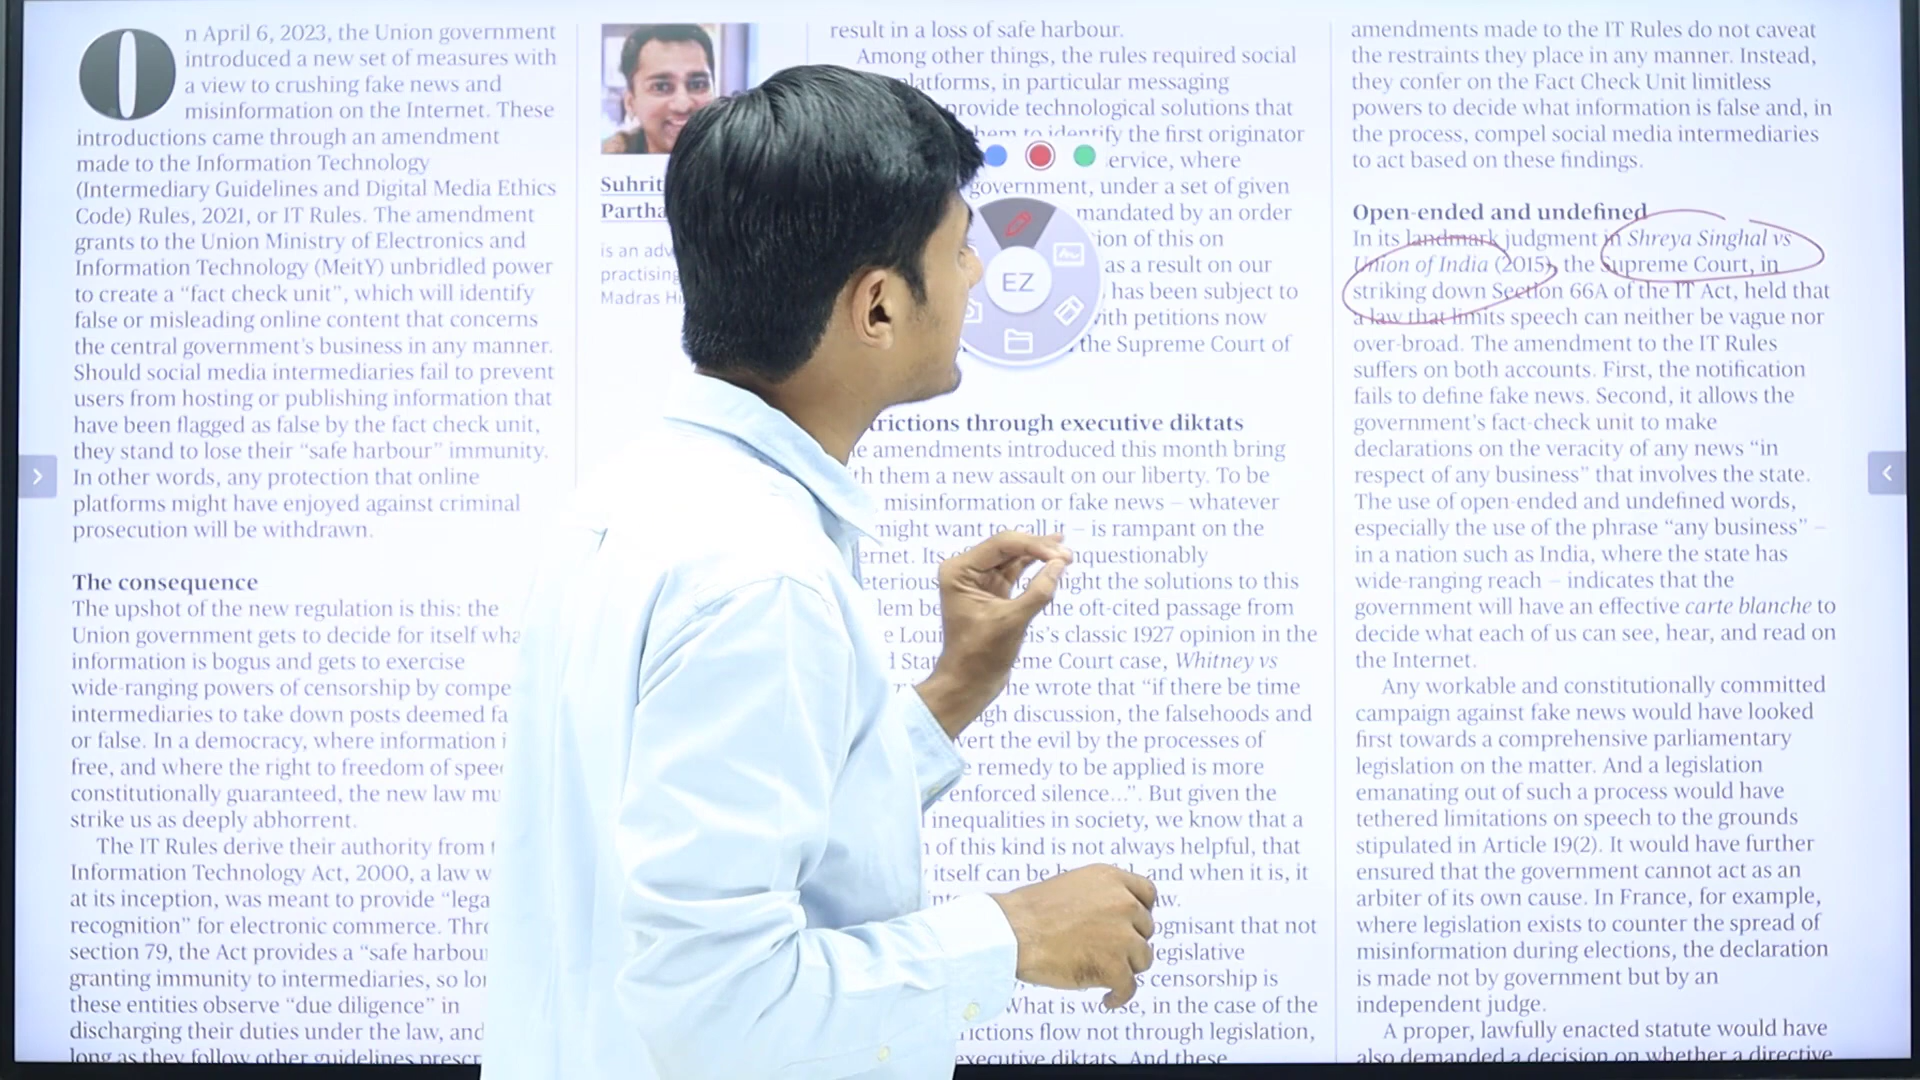 On April 6, 2023, the Union government
introduced a new set of measures with
a view to crushing fake news and
misinformation on the Internet. These
introductions came through an amendment
made to the Information Technology
(Intermediary Guidelines and Digital Media Ethics
Code) Rules, 2021, or IT Rules. The amendment
grants to the Union Ministry of Electronics and
Information Technology (MeitY) unbridled power
to create a “fact check unit”, which will identify
false or misleading online content that concerns
the central government’s business in any manner.
Should social media intermediaries fail to prevent
users from hosting or publishing information that
have been flagged as false by the fact check unit,
they stand to lose their “safe harbour” immunity.
In other words, any protection that online
platforms might have enjoyed against criminal
prosecution will be withdrawn.
The consequence
The upshot of the new regulation is this: the
Union government gets to decide for itself wha
information is bogus and gets to exercise
wide-ranging powers of censorship by compe
intermediaries to take down posts deemed fa
or false. In a democracy, where information i
free, and where the right to freedom of speec
constitutionally guaranteed, the new law mu
strike us as deeply abhorrent.
The IT Rules derive their authority from t
Information Technology Act, 2000, a law w
at its inception, was meant to provide “lega
recognition” for electronic commerce. Thro
section 79, the Act provides a “safe harbour
granting immunity to intermediaries, so lon
these entities observe “due diligence” in
discharging their duties under the law, and
long as they follow other guidelines prescr
Suhrit
Partha
is an adv
practising
Madras Hi
result in a loss of safe harbour.
Among other things, the rules required social
platforms, in particular messaging
provide technological solutions that
them to identify the first originator
service, where
government, under a set of given
mandated by an order
ion of this on
as a result on our
has been subject to
with petitions now
the Supreme Court of
EZ
rictions through executive diktats
e amendments introduced this month bring
th them a new assault on our liberty. To be
misinformation or fake news – whatever
might want to call it – is rampant on the
ernet. Its unquestionably
eterious might the solutions to this
lem be the oft-cited passage from
e Loui is’s classic 1927 opinion in the
d Stat eme Court case, Whitney vs
he wrote that “if there be time
gh discussion, the falsehoods and
vert the evil by the processes of
e remedy to be applied is more
enforced silence...”. But given the
inequalities in society, we know that a
n of this kind is not always helpful, that
itself can be and when it is, it
aw.
ognisant that not
legislative
s censorship is
What is worse, in the case of the
rictions flow not through legislation,
executive diktats. And these
amendments made to the IT Rules do not caveat
the restraints they place in any manner. Instead,
they confer on the Fact Check Unit limitless
powers to decide what information is false and, in
the process, compel social media intermediaries
to act based on these findings.
Open-ended and undefined
In its landmark judgment in Shreya Singhal vs
Union of India (2015), the Supreme Court, in
striking down Section 66A of the IT Act, held that
a law that limits speech can neither be vague nor
over-broad. The amendment to the IT Rules
suffers on both accounts. First, the notification
fails to define fake news. Second, it allows the
government’s fact-check unit to make
declarations on the veracity of any news “in
respect of any business” that involves the state.
The use of open-ended and undefined words,
especially the use of the phrase “any business” –
in a nation such as India, where the state has
wide-ranging reach – indicates that the
government will have an effective carte blanche to
decide what each of us can see, hear, and read on
the Internet.
Any workable and constitutionally committed
campaign against fake news would have looked
first towards a comprehensive parliamentary
legislation on the matter. And a legislation
emanating out of such a process would have
tethered limitations on speech to the grounds
stipulated in Article 19(2). It would have further
ensured that the government cannot act as an
arbiter of its own cause. In France, for example,
where legislation exists to counter the spread of
misinformation during elections, the declaration
is made not by government but by an
independent judge.
A proper, lawfully enacted statute would have
also demanded a decision on whether a directive